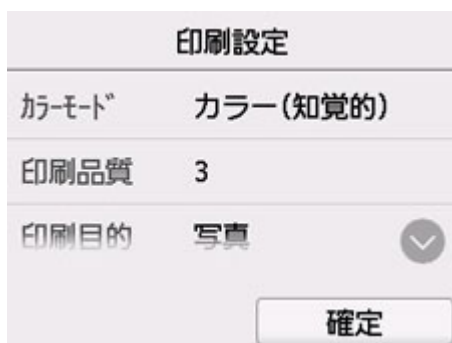 印刷設定
ｶﾗｰﾓｰﾄﾞ カラー(知覚的)
印刷品質 3
印刷目的 写真
確定